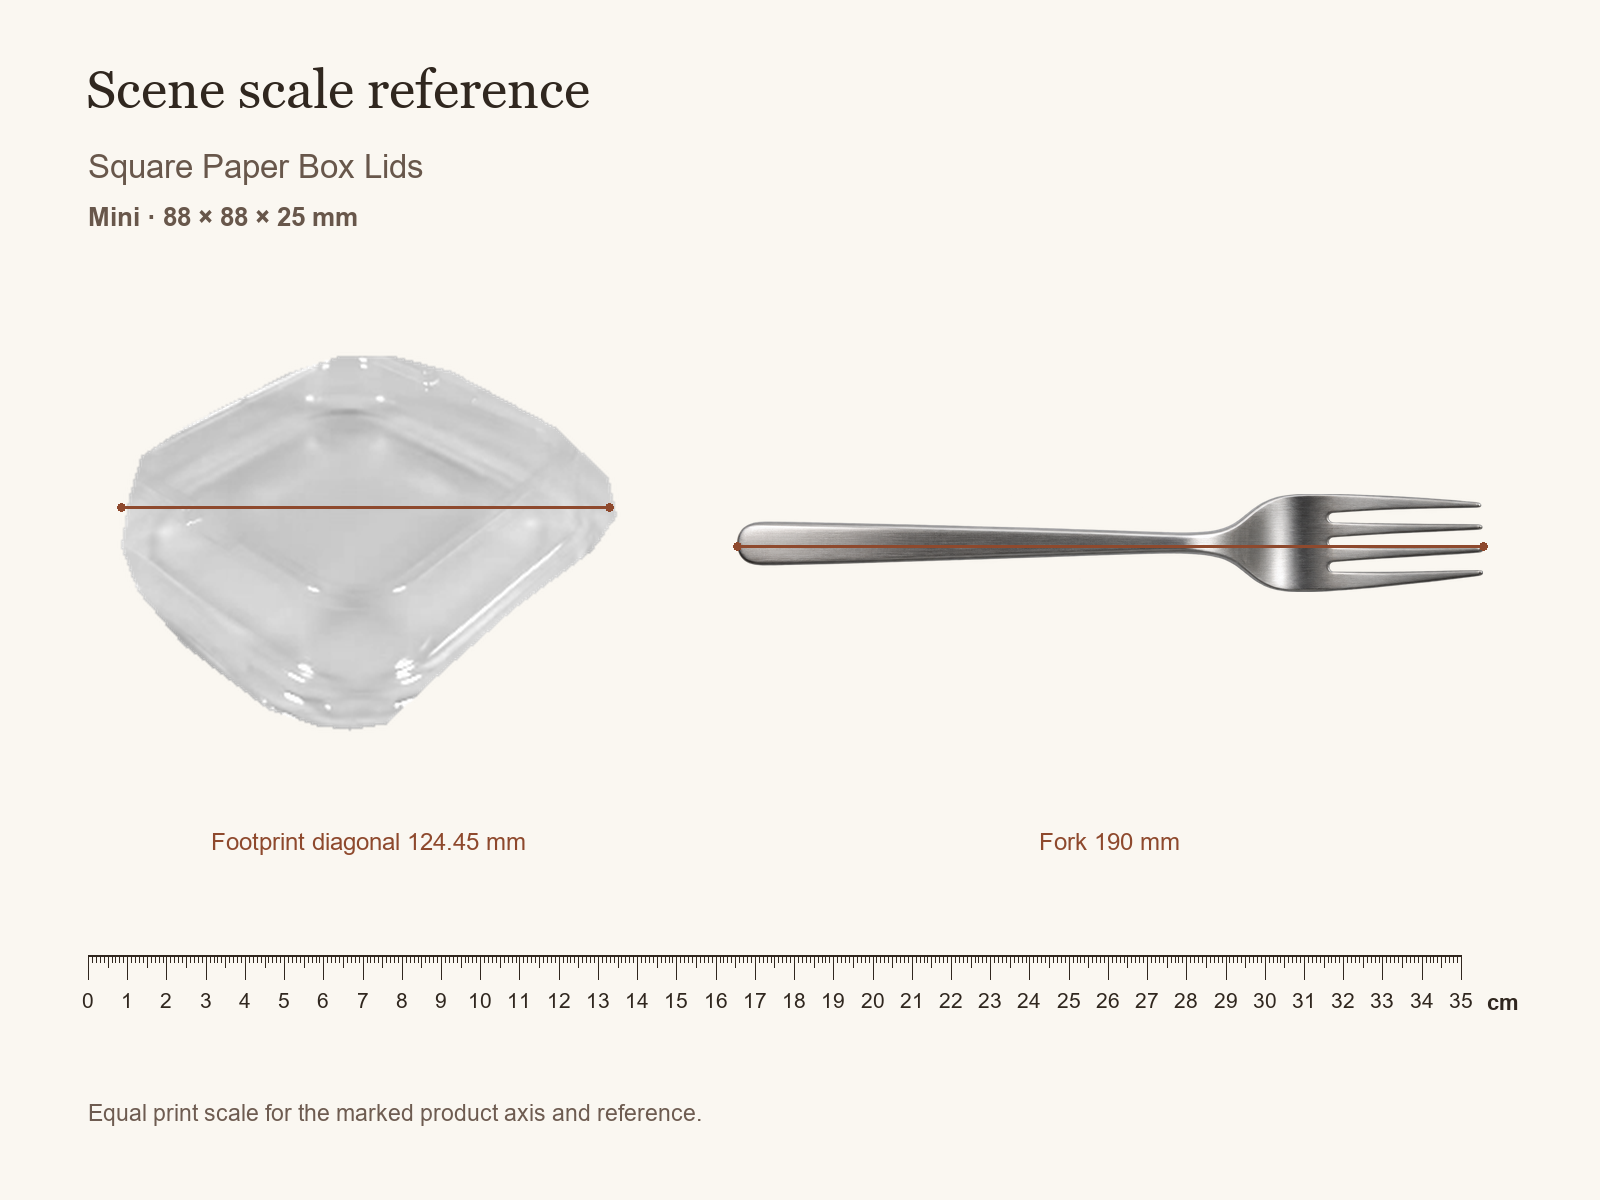 Scene scale reference
Square Paper Box Lids
Mini · 88 × 88 × 25 mm
Footprint diagonal 124.45 mm
Fork 190 mm
0 1 2 3 4 5 6 7 8 9 10 11 12 13 14 15 16 17 18 19 20 21 22 23 24 25 26 27 28 29 30 31 32 33 34 35 cm
Equal print scale for the marked product axis and reference.